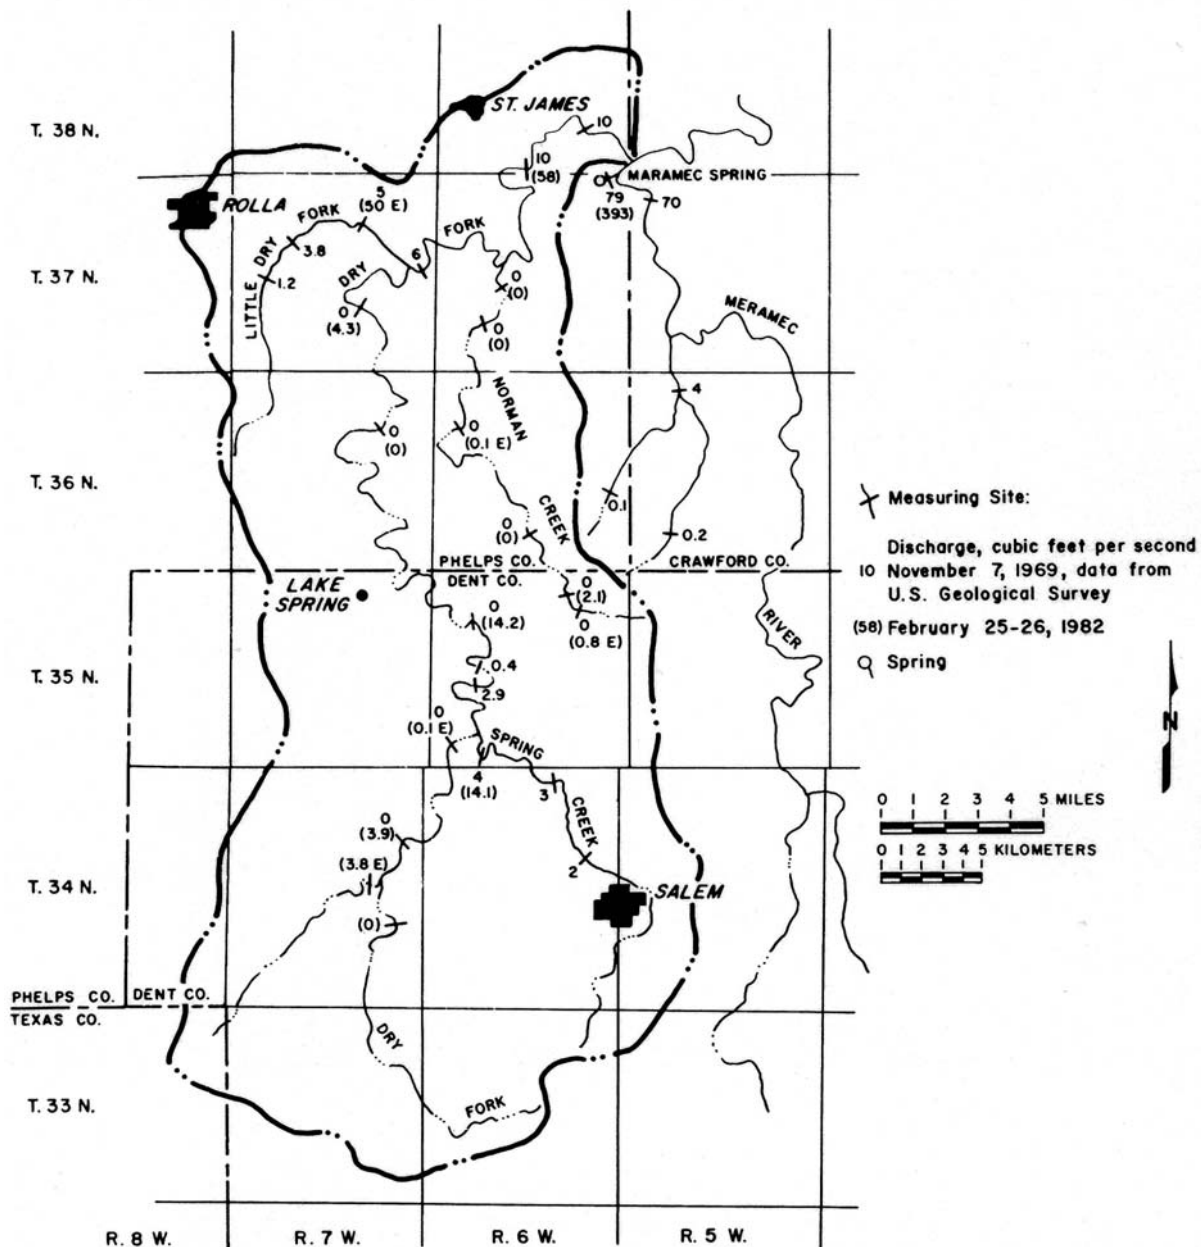 ST. JAMES
T. 38 N.
10
10
(58)
MARAMEC SPRING
79
(393)
70
5
(50 E)
ROLLA
FORK
DRY
LITTLE
3.8
1.2
6
FORK
DRY
T. 37 N.
0
(0)
0
(4.3)
0
(0)
MERAMEC
NORMAN
4
0
(0)
0
(0.1 E)
T. 36 N.
0.1
0.2
0
(0)
CREEK
Measuring Site:
Discharge, cubic feet per second
10 November 7, 1969, data from
U.S. Geological Survey
(58) February 25-26, 1982
Spring
PHELPS CO.
DENT CO.
CRAWFORD CO.
LAKE
SPRING
0
(2.1)
0
(14.2)
0
(0.8 E)
RIVER
T. 35 N.
0.4
2.9
0
(0.1 E)
SPRING
N
4
(14.1)
3
CREEK
0 1 2 3 4 5 MILES
0 1 2 3 4 5 KILOMETERS
0
(3.9)
(3.8 E)
2
T. 34 N.
SALEM
(0)
PHELPS CO.
DENT CO.
TEXAS CO.
DRY
FORK
T. 33 N.
R. 8 W.
R. 7 W.
R. 6 W.
R. 5 W.